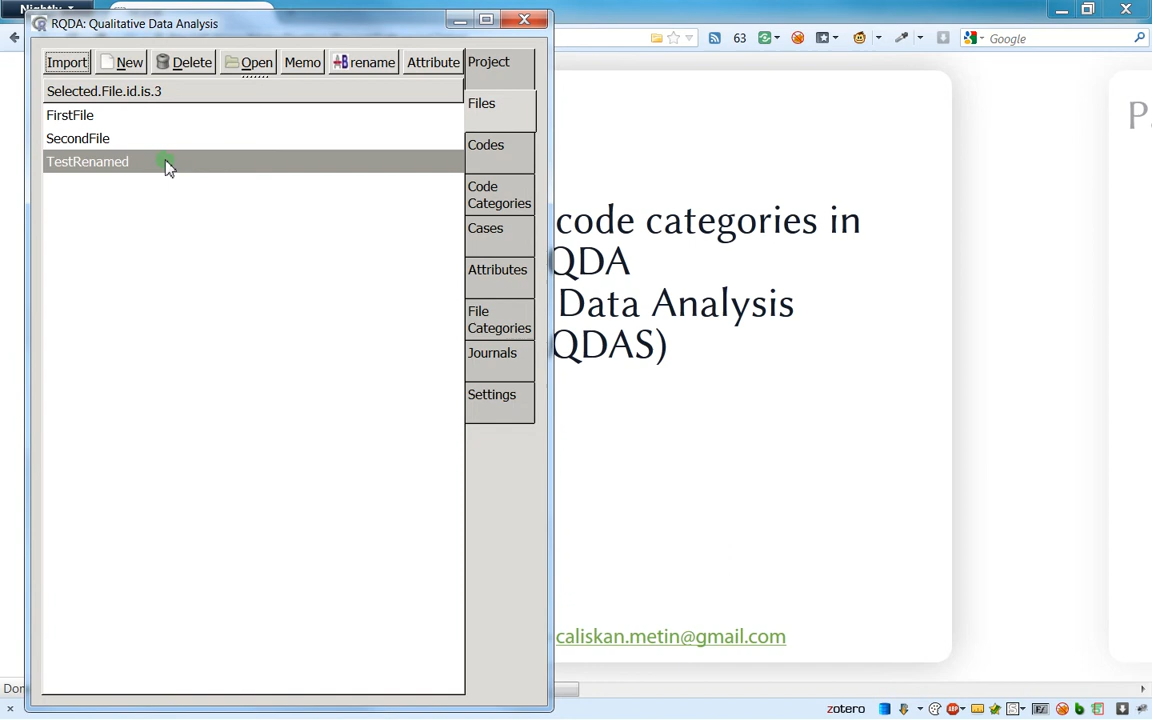 Nightly
RQDA: Qualitative Data Analysis
Import New Delete Open Memo rename Attribute
Selected.File.id.is.3
FirstFile
SecondFile
TestRenamed
Project
Files
Codes
Code
Categories
Cases
Attributes
File
Categories
Journals
Settings
63
Google
code categories in
QDA
Data Analysis
QDAS)
caliskan.metin@gmail.com
P
Don
zotero